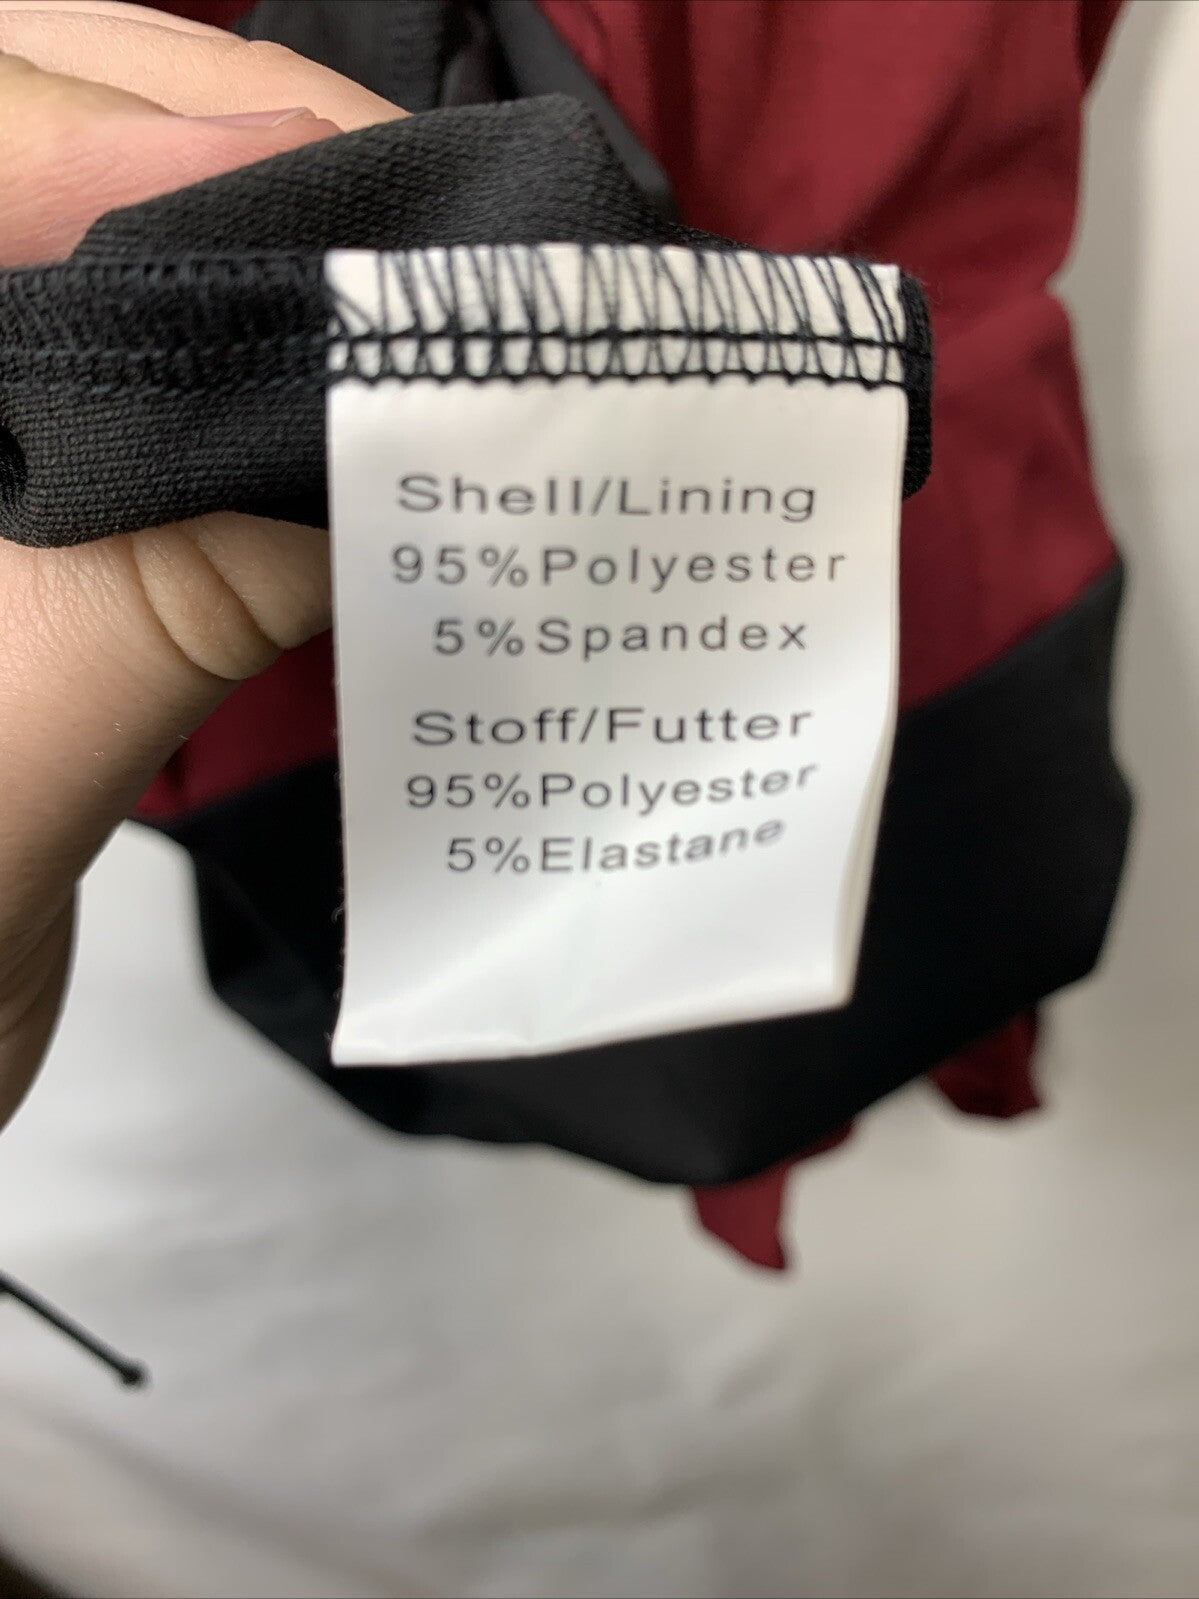 Shell/Lining
95%Polyester
5%Spandex
Stoff/Futter
95%Polyester
5%Elastane